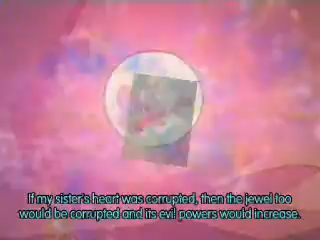 If my sister's heart was corrupted, then the jewel too
would be corrupted and its evil powers would increase.